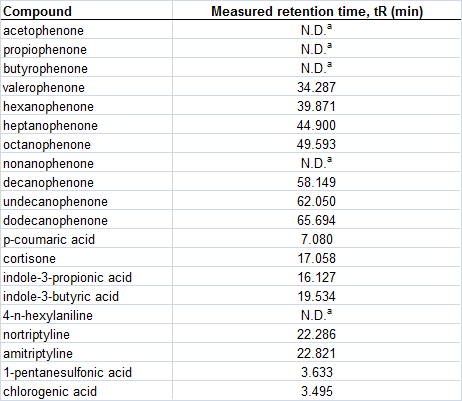 Compound Measured retention time, tR (min)
acetophenone N.D.ª
propiophenone N.D.ª
butyrophenone N.D.ª
valerophenone 34.287
hexanophenone 39.871
heptanophenone 44.900
octanophenone 49.593
nonanophenone N.D.ª
decanophenone 58.149
undecanophenone 62.050
dodecanophenone 65.694
p-coumaric acid 7.080
cortisone 17.058
indole-3-propionic acid 16.127
indole-3-butyric acid 19.534
4-n-hexylaniline N.D.ª
nortriptyline 22.286
amitriptyline 22.821
1-pentanesulfonic acid 3.633
chlorogenic acid 3.495